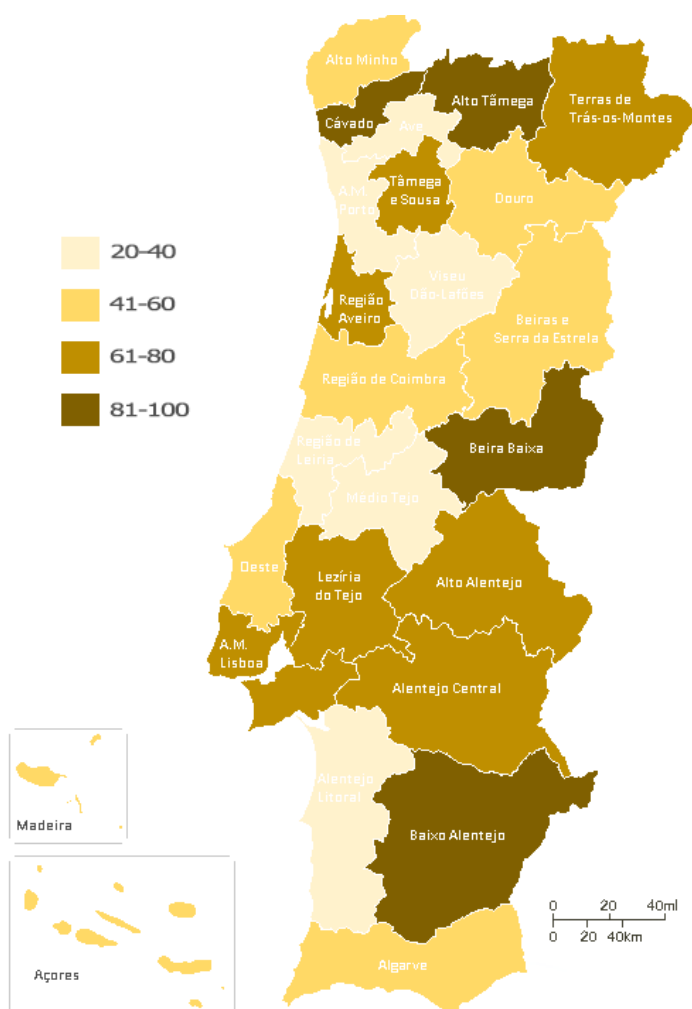 Alto Minho
Alto Tâmega
Terras de
Trás-os-Montes
Cávado
Ave
Tâmega
e Sousa
A.M.
Porto
Douro
20-40
41-60
61-80
81-100
Viseu
Dão-Lafões
Região
Aveiro
Beiras e
Serra da Estrela
Região de Coimbra
Região de
Leiria
Beira Baixa
Medio Tejo
Oeste
Lezíria
do Tejo
Alto Alentejo
A.M.
Lisboa
Alentejo Central
Alentejo
Litoral
Madeira
Baixo Alentejo
0 20 40ml
0 20 40km
Algarve
Açores